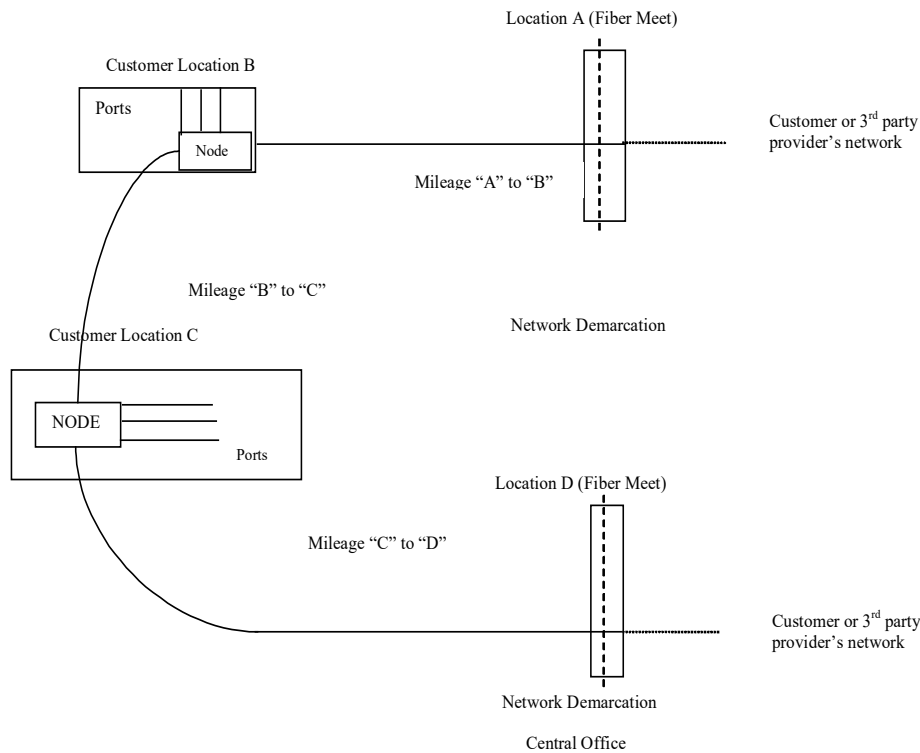 Location A (Fiber Meet)
Customer Location B
Ports
Node
Customer or 3rd party
provider's network
Mileage “A” to “B”
Mileage “B” to “C”
Network Demarcation
Customer Location C
NODE
Ports
Location D (Fiber Meet)
Mileage “C” to “D”
Customer or 3rd party
provider's network
Network Demarcation
Central Office